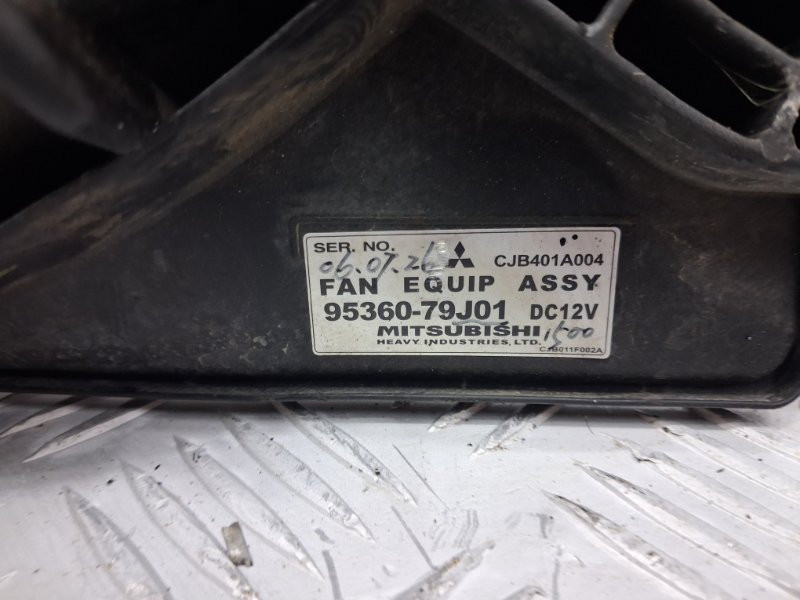 SER. NO. CJB401A004
06.07.26
FAN EQUIP ASSY
95360-79J01 DC12V
MITSUBISHI 1500
HEAVY INDUSTRIES, LTD. CJB011F002A